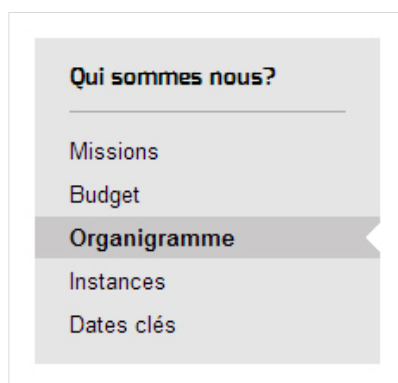 Qui sommes nous?
Missions
Budget
Organigramme
Instances
Dates clés